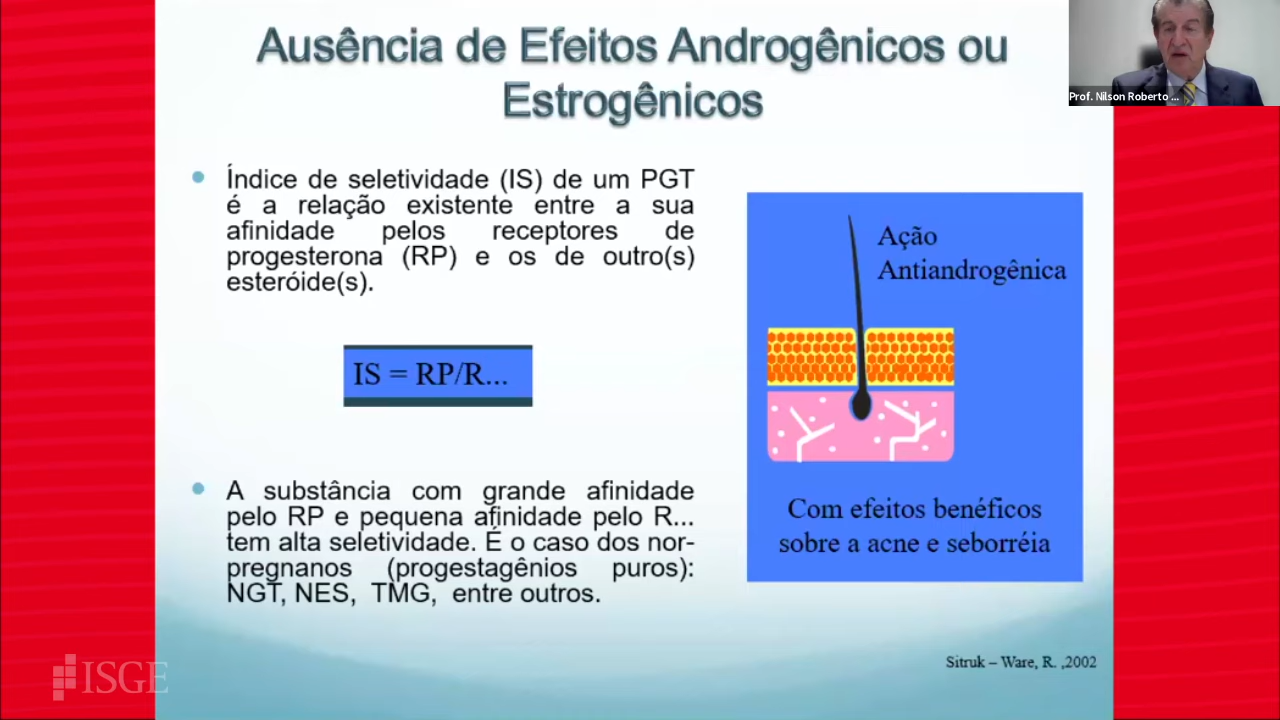 Ausência de Efeitos Androgênicos ou
Estrogênicos
Prof. Nilson Roberto ...
Índice de seletividade (IS) de um PGT
é a relação existente entre a sua
afinidade pelos receptores de
progesterona (RP) e os de outro(s)
esteróide(s).
IS = RP/R...
A substância com grande afinidade
pelo RP e pequena afinidade pelo R...
tem alta seletividade. É o caso dos nor-
pregnanos (progestagênios puros):
NGT, NES, TMG, entre outros.
Ação
Antiandrogênica
Com efeitos benéficos
sobre a acne e seborréia
Sitruk – Ware, R. ,2002
ISGE